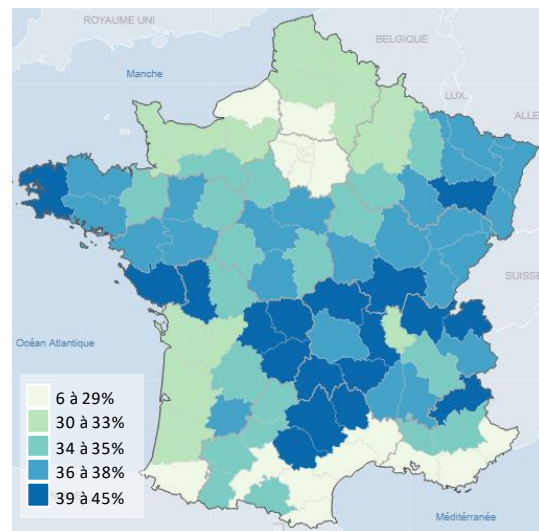 ROYAUME UNI
BELGIQUE
Manche
LUX.
ALLE
SUISSE
Océan Atlantique
6 à 29%
30 à 33%
34 à 35%
36 à 38%
39 à 45%
Méditérranée